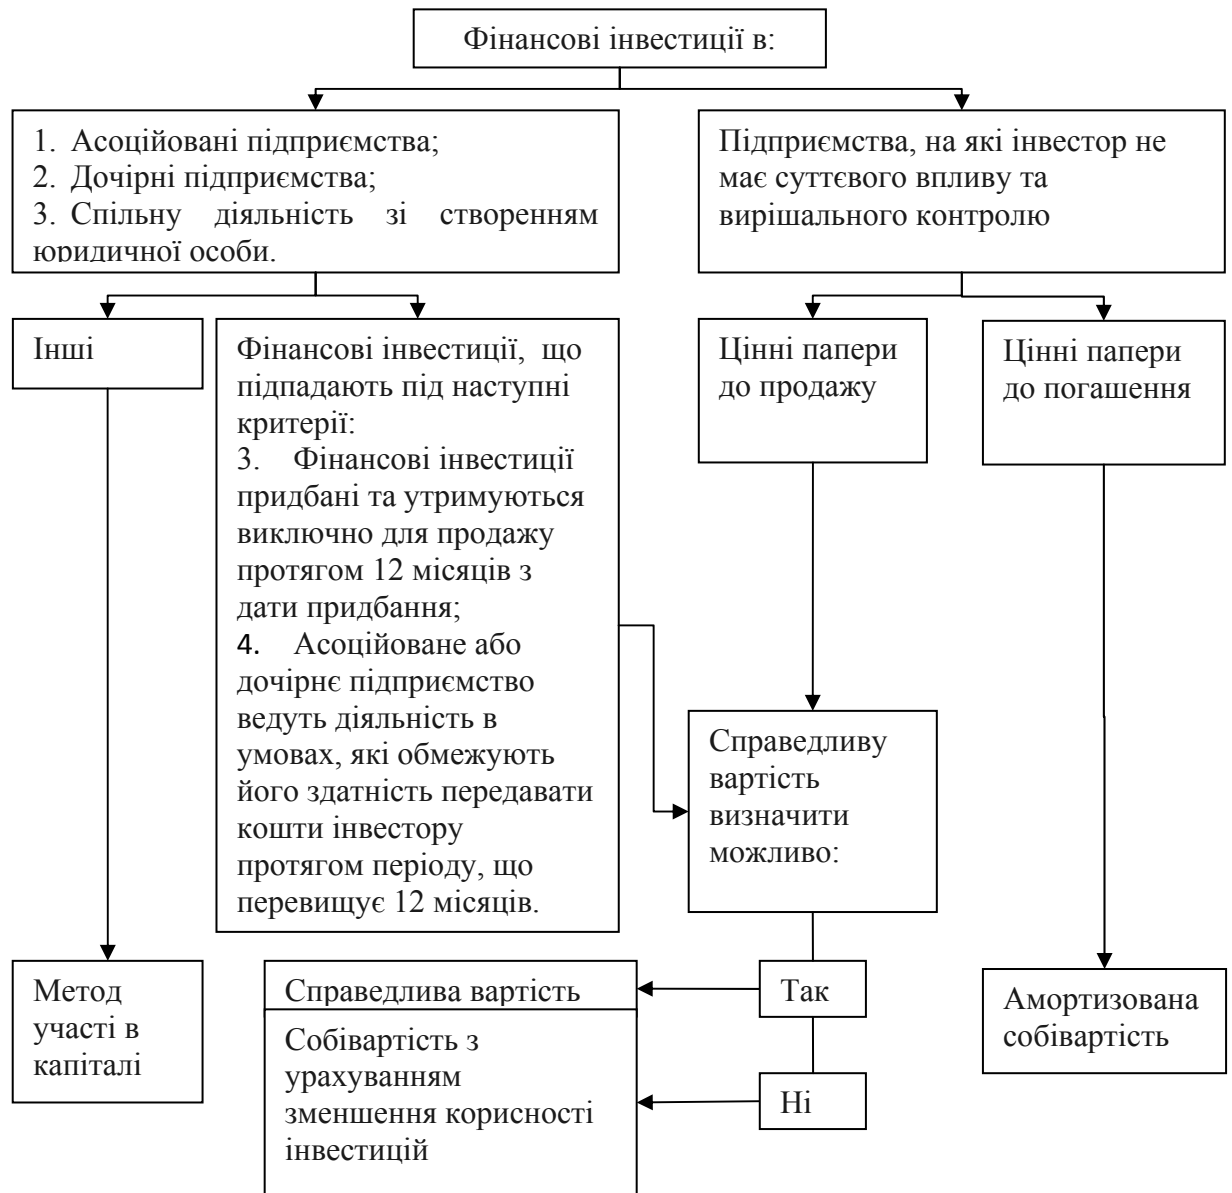 Фінансові інвестиції в:
1. Асоційовані підприємства;
2. Дочірні підприємства;
3. Спільну діяльність зі створенням
юридичної особи.
Підприємства, на які інвестор не
має суттєвого впливу та
вирішального контролю
Інші
Фінансові інвестиції, що
підпадають під наступні
критерії:
3. Фінансові інвестиції
придбані та утримуються
виключно для продажу
протягом 12 місяців з
дати придбання;
4. Асоційоване або
дочірнє підприємство
ведуть діяльність в
умовах, які обмежують
його здатність передавати
кошти інвестору
протягом періоду, що
перевищує 12 місяців.
Цінні папери
до продажу
Цінні папери
до погашення
Справедливу
вартість
визначити
можливо:
Метод
участі в
капіталі
Справедлива вартість
Так
Собівартість з
урахуванням
зменшення корисності
інвестицій
Ні
Амортизована
собівартість